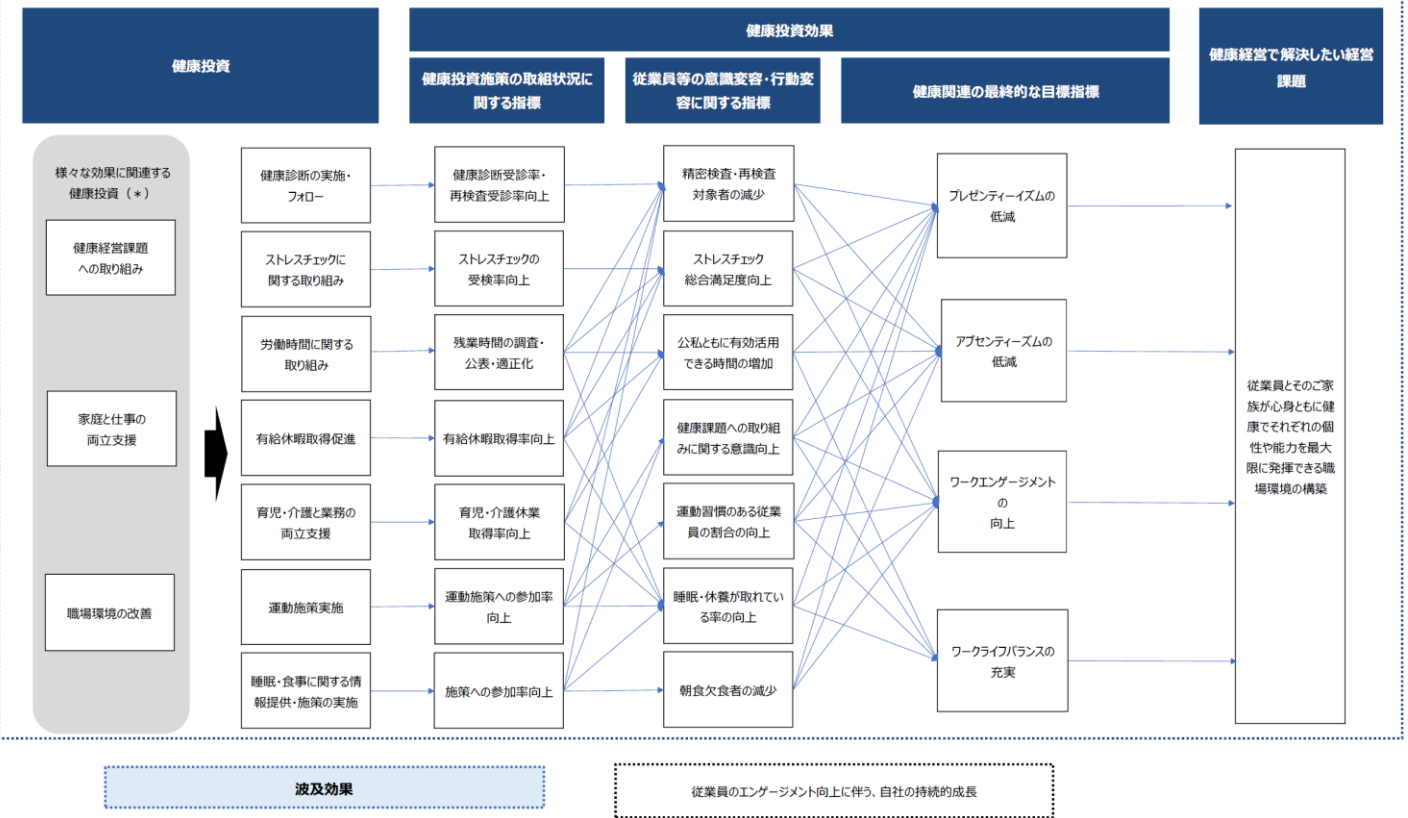 健康投資
健康投資効果
健康経営で解決したい経営
課題
健康投資施策の取組状況に
関する指標
従業員等の意識変容・行動変
容に関する指標
健康関連の最終的な目標指標
様々な効果に関連する
健康投資（＊）
健康経営課題
への取り組み
家庭と仕事の
両立支援
職場環境の改善
健康診断の実施・
フォロー
ストレスチェックに
関する取り組み
労働時間に関する
取り組み
有給休暇取得促進
育児・介護と業務の
両立支援
運動施策実施
睡眠・食事に関する情
報提供・施策の実施
健康診断受診率・
再検査受診率向上
ストレスチェックの
受検率向上
残業時間の調査・
公表・適正化
有給休暇取得率向上
育児・介護休業
取得率向上
運動施策への参加率
向上
施策への参加率向上
精密検査・再検査
対象者の減少
ストレスチェック
総合満足度向上
公私ともに有効活用
できる時間の増加
健康課題への取り組
みに関する意識向上
運動習慣のある従業
員の割合の向上
睡眠・休養が取れてい
る率の向上
朝食欠食者の減少
プレゼンティーイズムの
低減
アブセンティーズムの
低減
ワークエンゲージメント
の
向上
ワークライフバランスの
充実
従業員とそのご家
族が心身ともに健
康でそれぞれの個
性や能力を最大
限に発揮できる職
場環境の構築
波及効果
従業員のエンゲージメント向上に伴う、自社の持続的成長